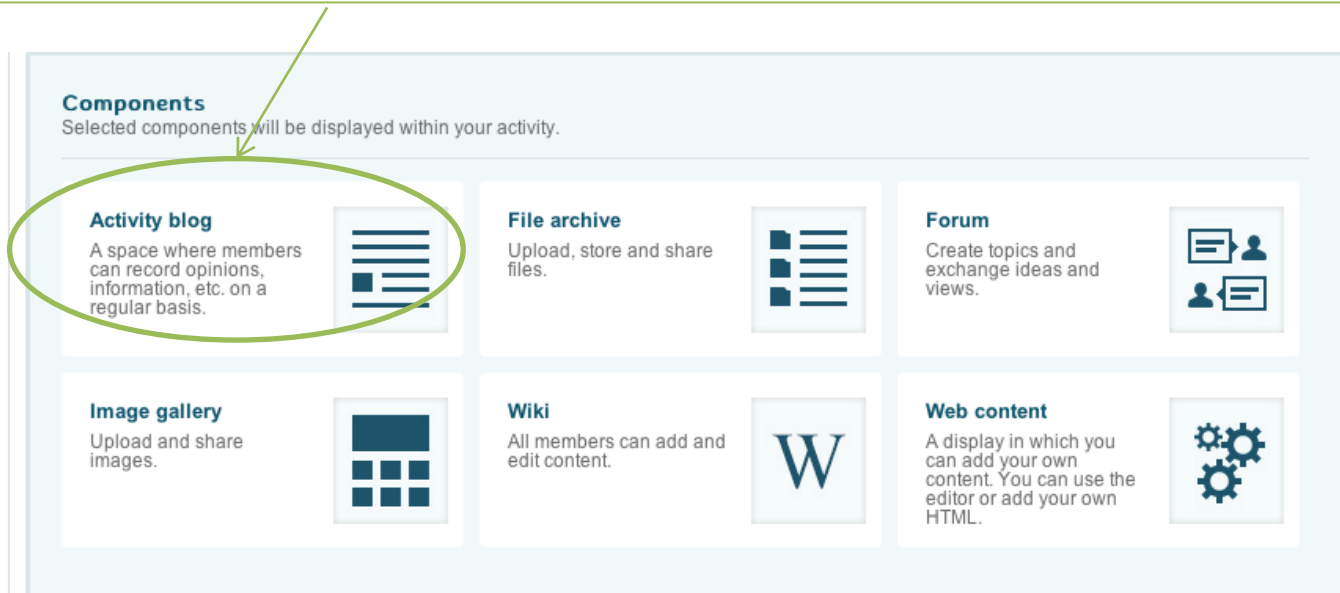 Components
Selected components will be displayed within your activity.
Activity blog
A space where members
can record opinions,
information, etc. on a
regular basis.
File archive
Upload, store and share
files.
Forum
Create topics and
exchange ideas and
views.
Image gallery
Upload and share
images.
Wiki
All members can add and
edit content.
W
Web content
A display in which you
can add your own
content. You can use the
editor or add your own
HTML.